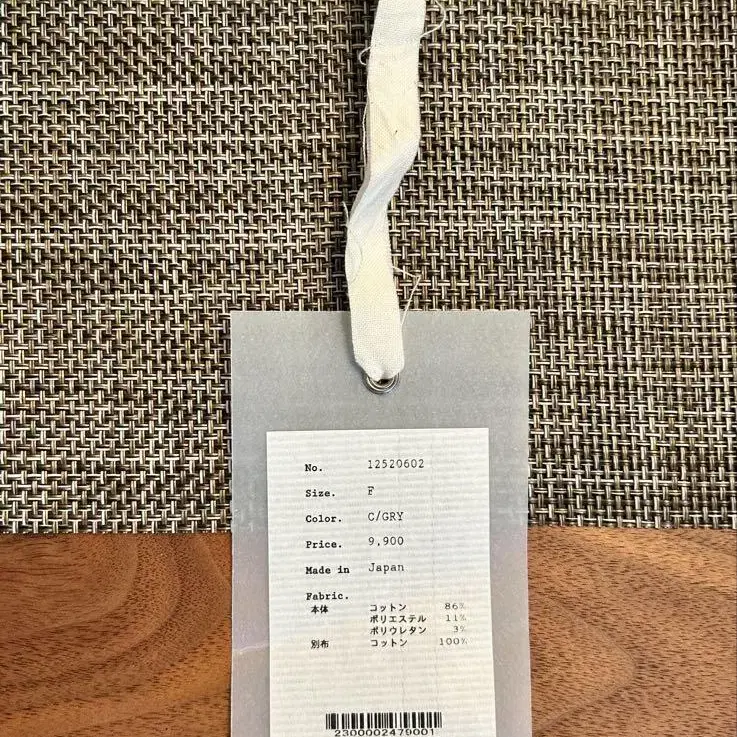 No. 12520602
Size. F
Color. C/GRY
Price. 9,900
Made in Japan
Fabric.
本体 コットン 86%
ポリエステル 11%
ポリウレタン 3%
別布 コットン 100%
2300002479001